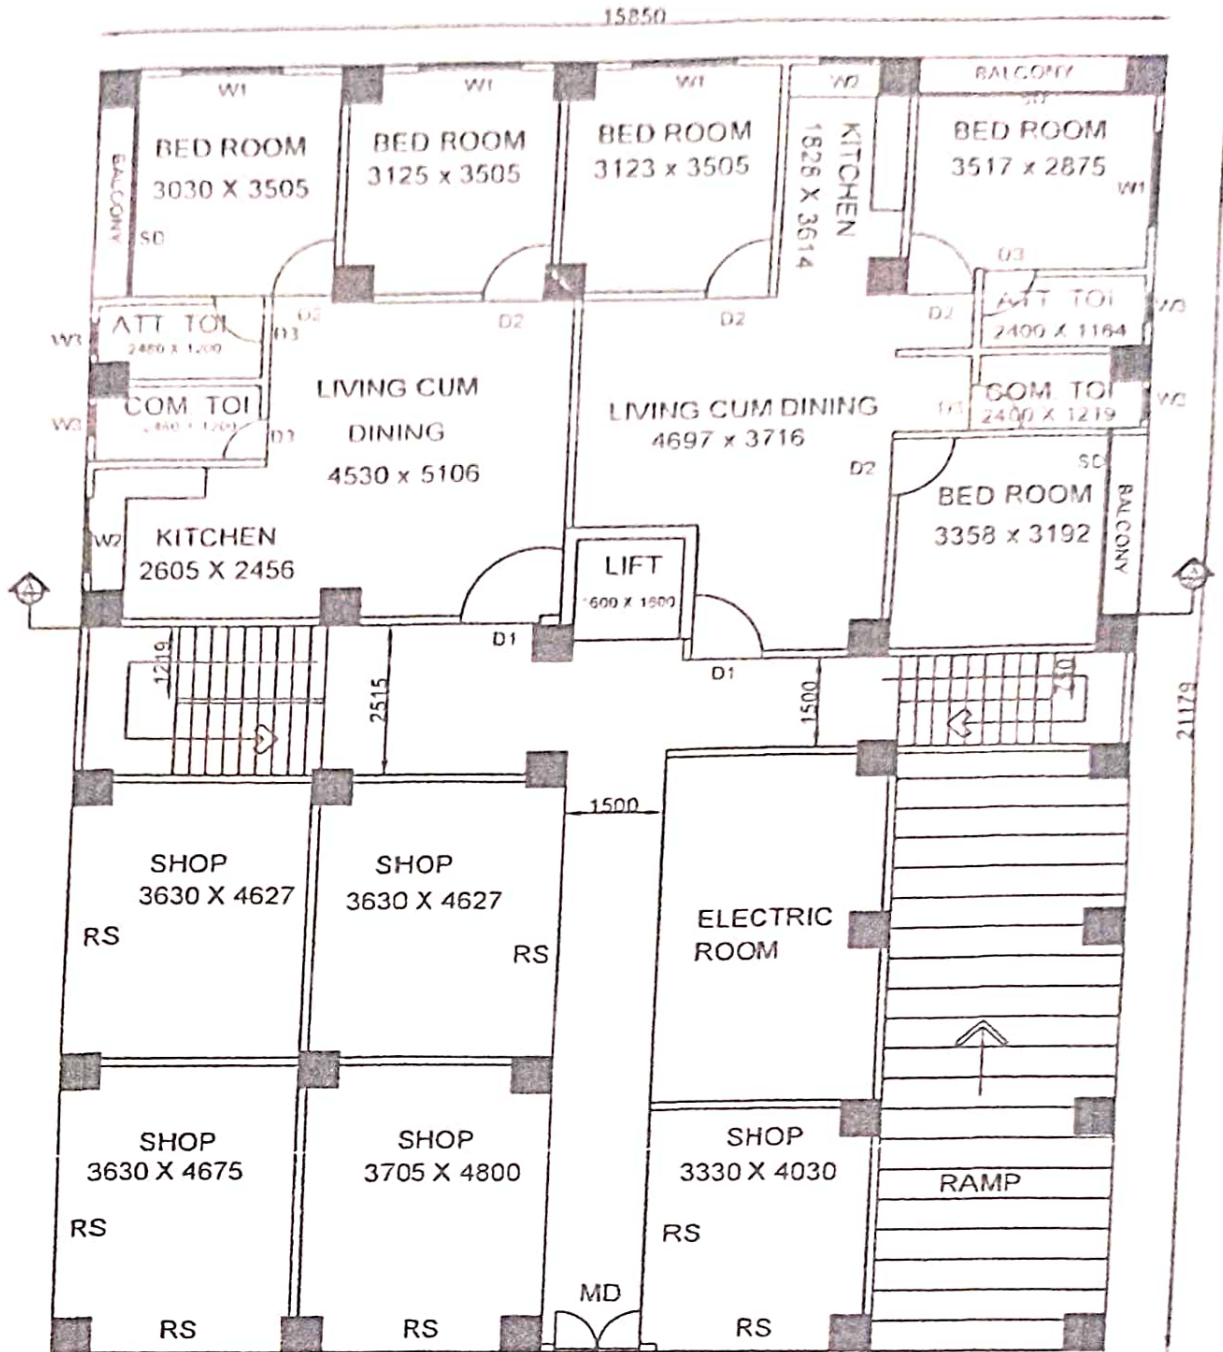 15850
W1
W1
W1
W2
BALCONY
SD
BED ROOM
3030 X 3505
BED ROOM
3125 x 3505
BED ROOM
3123 x 3505
KITCHEN
1828 X 3614
BED ROOM
3517 x 2875
BALCONY
SD
W1
D3
W3
ATT. TOI
2480 X 1200
D2
D3
D2
D2
D2
ATT. TOI
2400 x 1164
W3
W3
COM. TOI
D3
LIVING CUM
DINING
4530 x 5106
LIVING CUM DINING
4697 x 3716
D3
COM. TOI
2400 X 1219
W3
D2
SD
BED ROOM
3358 x 3192
BALCONY
W2
KITCHEN
2605 X 2456
LIFT
1600 X 1600
A
A
D1
D1
1219
2515
1500
21179
1500
SHOP
3630 X 4627
SHOP
3630 X 4627
RS
RS
ELECTRIC
ROOM
SHOP
3630 X 4675
SHOP
3705 X 4800
SHOP
3330 X 4030
RAMP
RS
RS
MD
RS
RS
RS